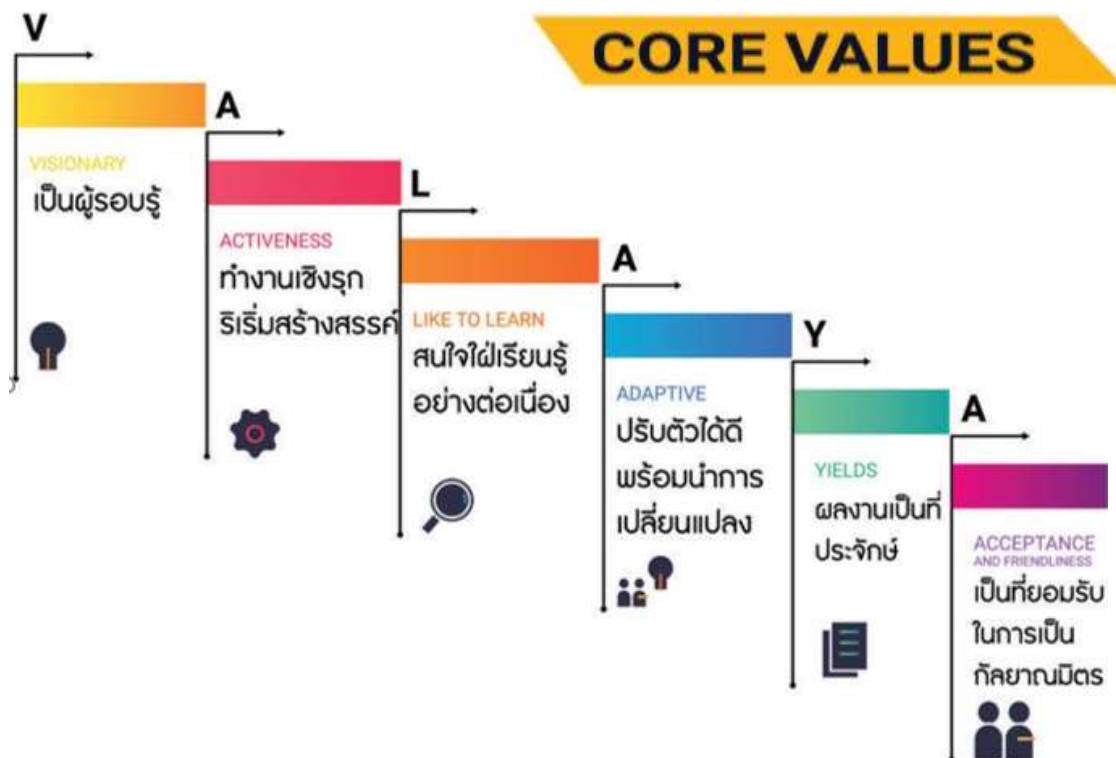 CORE VALUES
V
VISIONARY
เป็นผู้รอบรู้
A
ACTIVENESS
ทำงานเชิงรุก
ริเริ่มสร้างสรรค์
L
LIKE TO LEARN
สนใจใฝ่เรียนรู้
อย่างต่อเนื่อง
A
ADAPTIVE
ปรับตัวได้ดี
พร้อมนำการ
เปลี่ยนแปลง
Y
YIELDS
ผลงานเป็นที่
ประจักษ์
A
ACCEPTANCE
AND FRIENDLINESS
เป็นที่ยอมรับ
ในการเป็น
กัลยาณมิตร